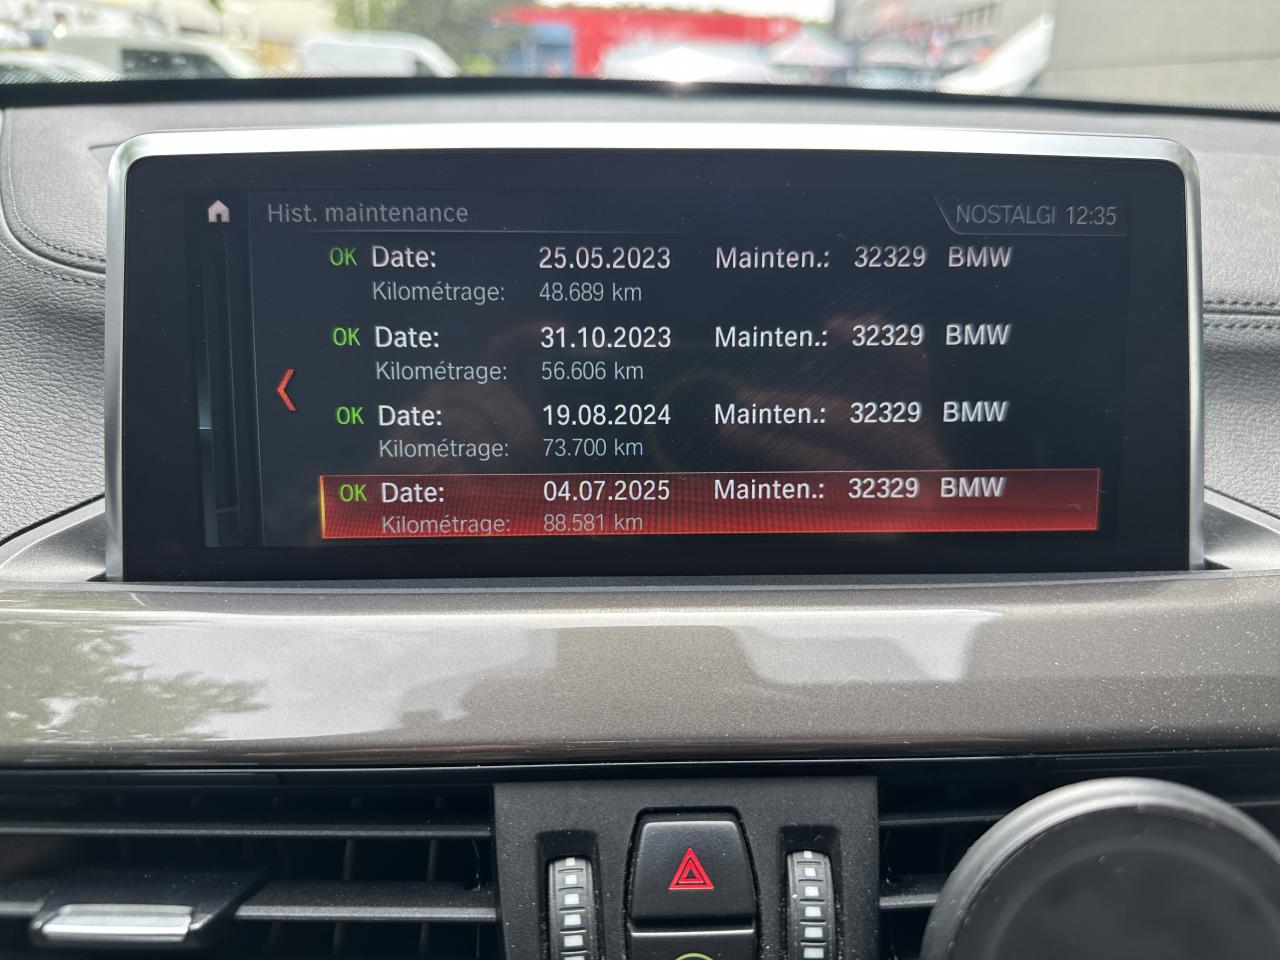 Hist. maintenance NOSTALGI 12:35
OK Date: 25.05.2023 Mainten.: 32329 BMW
Kilométrage: 48.689 km
OK Date: 31.10.2023 Mainten.: 32329 BMW
Kilométrage: 56.606 km
OK Date: 19.08.2024 Mainten.: 32329 BMW
Kilométrage: 73.700 km
OK Date: 04.07.2025 Mainten.: 32329 BMW
Kilométrage: 88.581 km